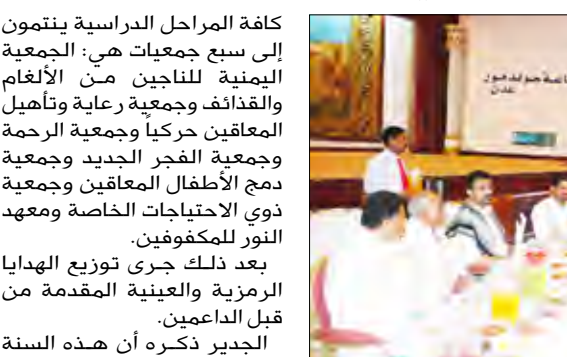 كافة المراحل الدراسية ينتمون
إلى سبع جمعيات هي: الجمعية
اليمنية للناجين من الألغام
والقذائف وجمعية رعاية وتأهيل
المعاقين حركياً وجمعية الرحمة
وجمعية الفجر الجديد وجمعية
دمج الأطفال المعاقين وجمعية
ذوي الاحتياجات الخاصة ومعهد
النور للمكفوفين.
بعد ذلك جرى توزيع الهدايا
الرمزية والعينية المقدمة من
قبل الداعمين.
الجدير ذكره أن هذه السنة
عدن